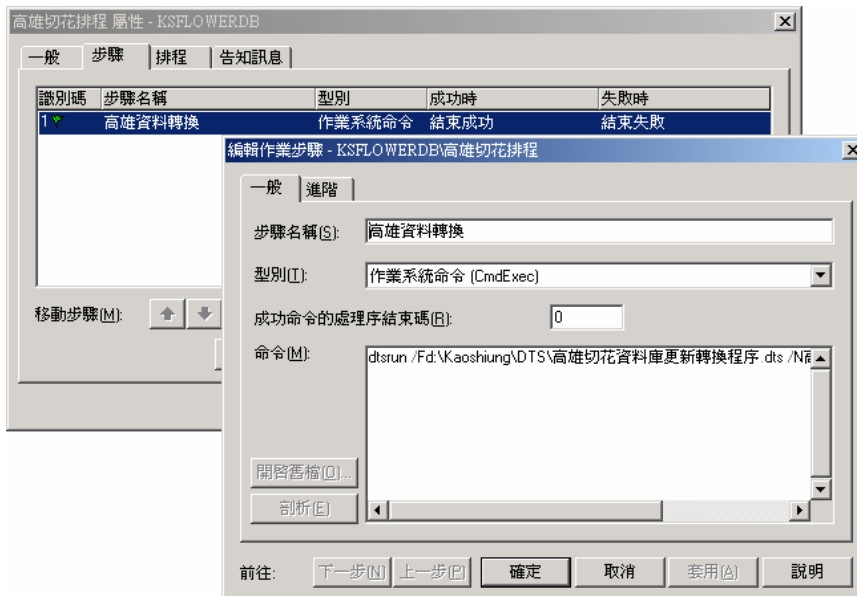 高雄切花排程 屬性 - KSFLOWERDB
一般 步驟 排程 告知訊息
識別碼 步驟名稱 型別 成功時 失敗時
1 高雄資料轉換 作業系統命令 結束成功 結束失敗
移動步驟(M):
編輯作業步驟 - KSFLOWERDB\高雄切花排程
一般 進階
步驟名稱(S): 高雄資料轉換
型別(T): 作業系統命令 (CmdExec)
成功命令的處理序結束碼(R): 0
命令(M): dtsrun /Fd:\Kaoshiung\DTS\高雄切花資料庫更新轉換程序.dts /N
開啓舊檔(O)...
剖析(E)
前往: 下一步(N) 上一步(P) 確定 取消 套用(A) 說明